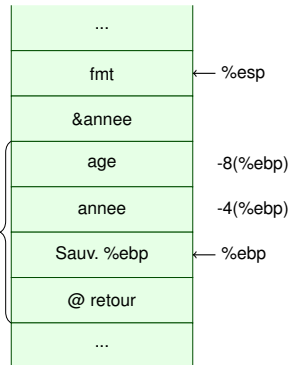 ...
fmt ← %esp
&annee
age -8(%ebp)
annee -4(%ebp)
Sauv. %ebp ← %ebp
@ retour
...